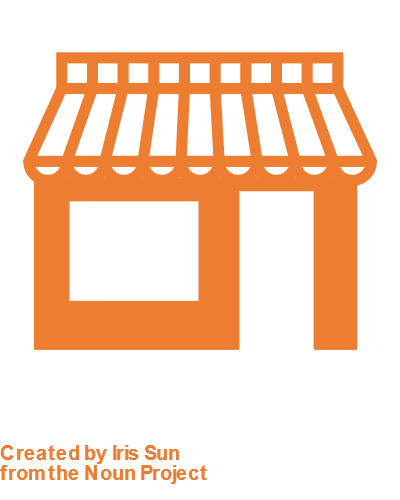 Created by Iris Sun
from the Noun Project